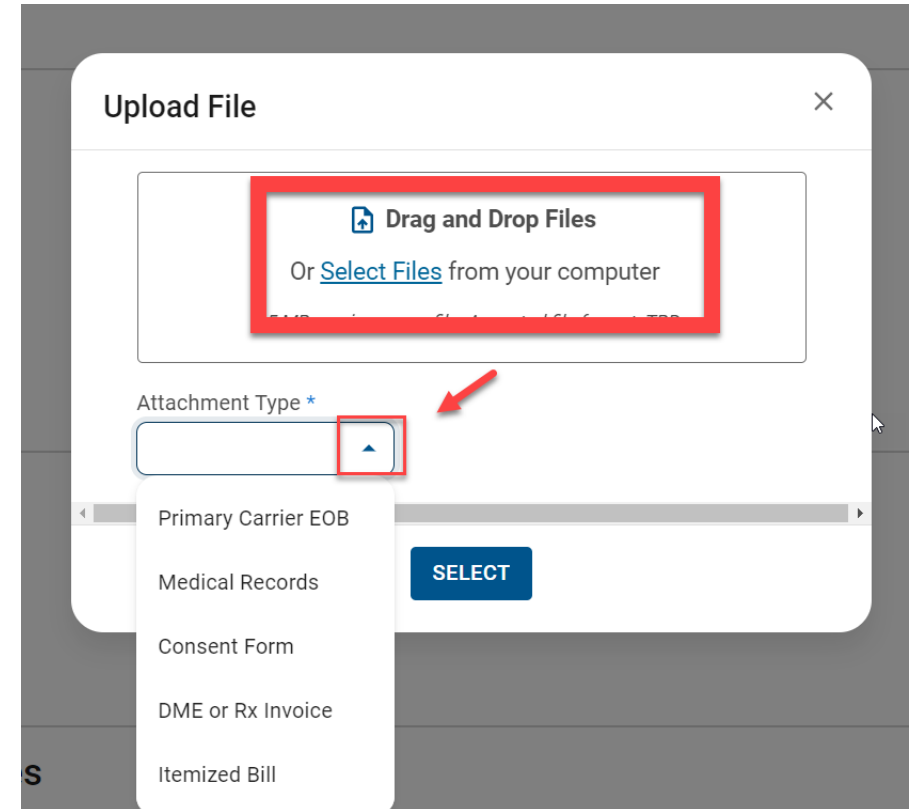 Upload File
Drag and Drop Files
Or Select Files from your computer
Attachment Type *
Primary Carrier EOB
Medical Records
SELECT
Consent Form
DME or Rx Invoice
Itemized Bill